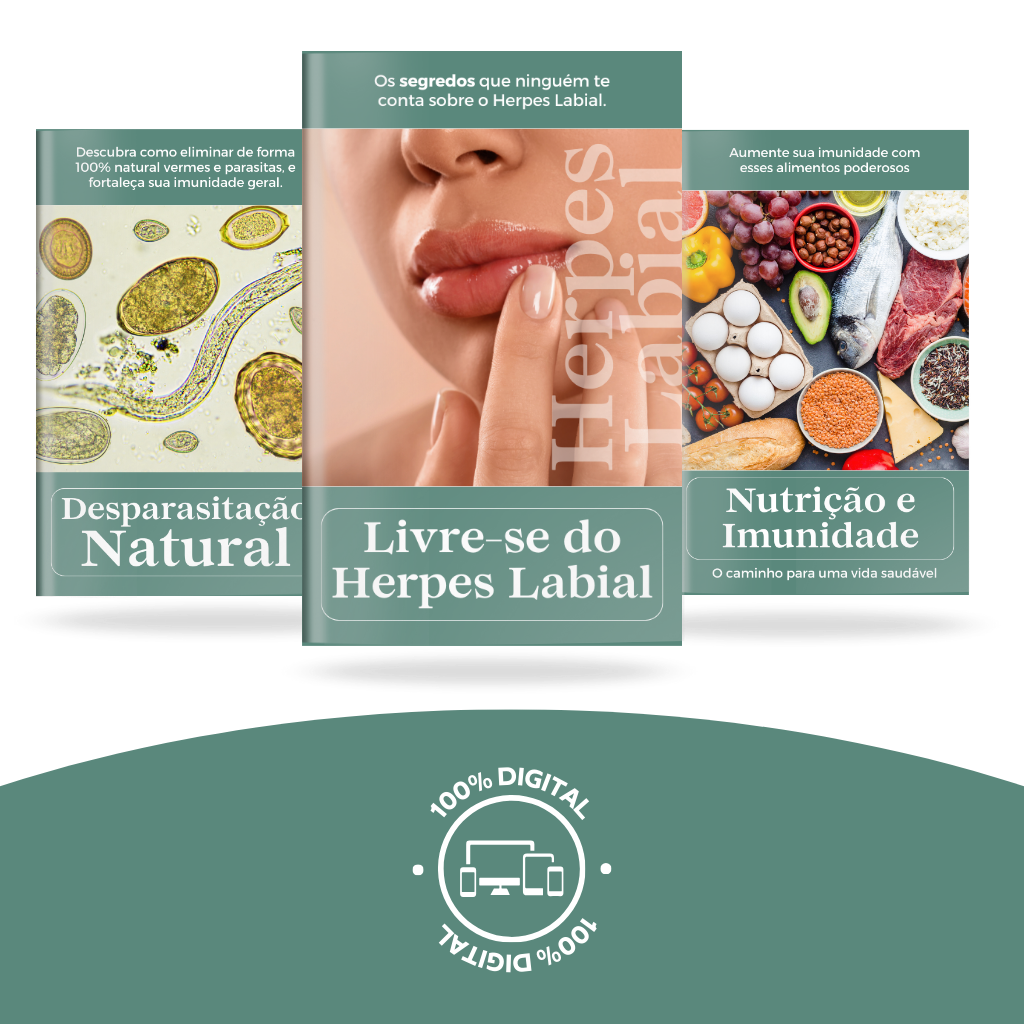 Descubra como eliminar de forma
100% natural vermes e parasitas, e
fortaleça sua imunidade geral.
Desparasitação
Natural
Os segredos que ninguém te
conta sobre o Herpes Labial.
Herpes
Labial
Livre-se do
Herpes Labial
Aumente sua imunidade com
esses alimentos poderosos
Nutrição e
Imunidade
O caminho para uma vida saudável
100% DIGITAL
100% DIGITAL